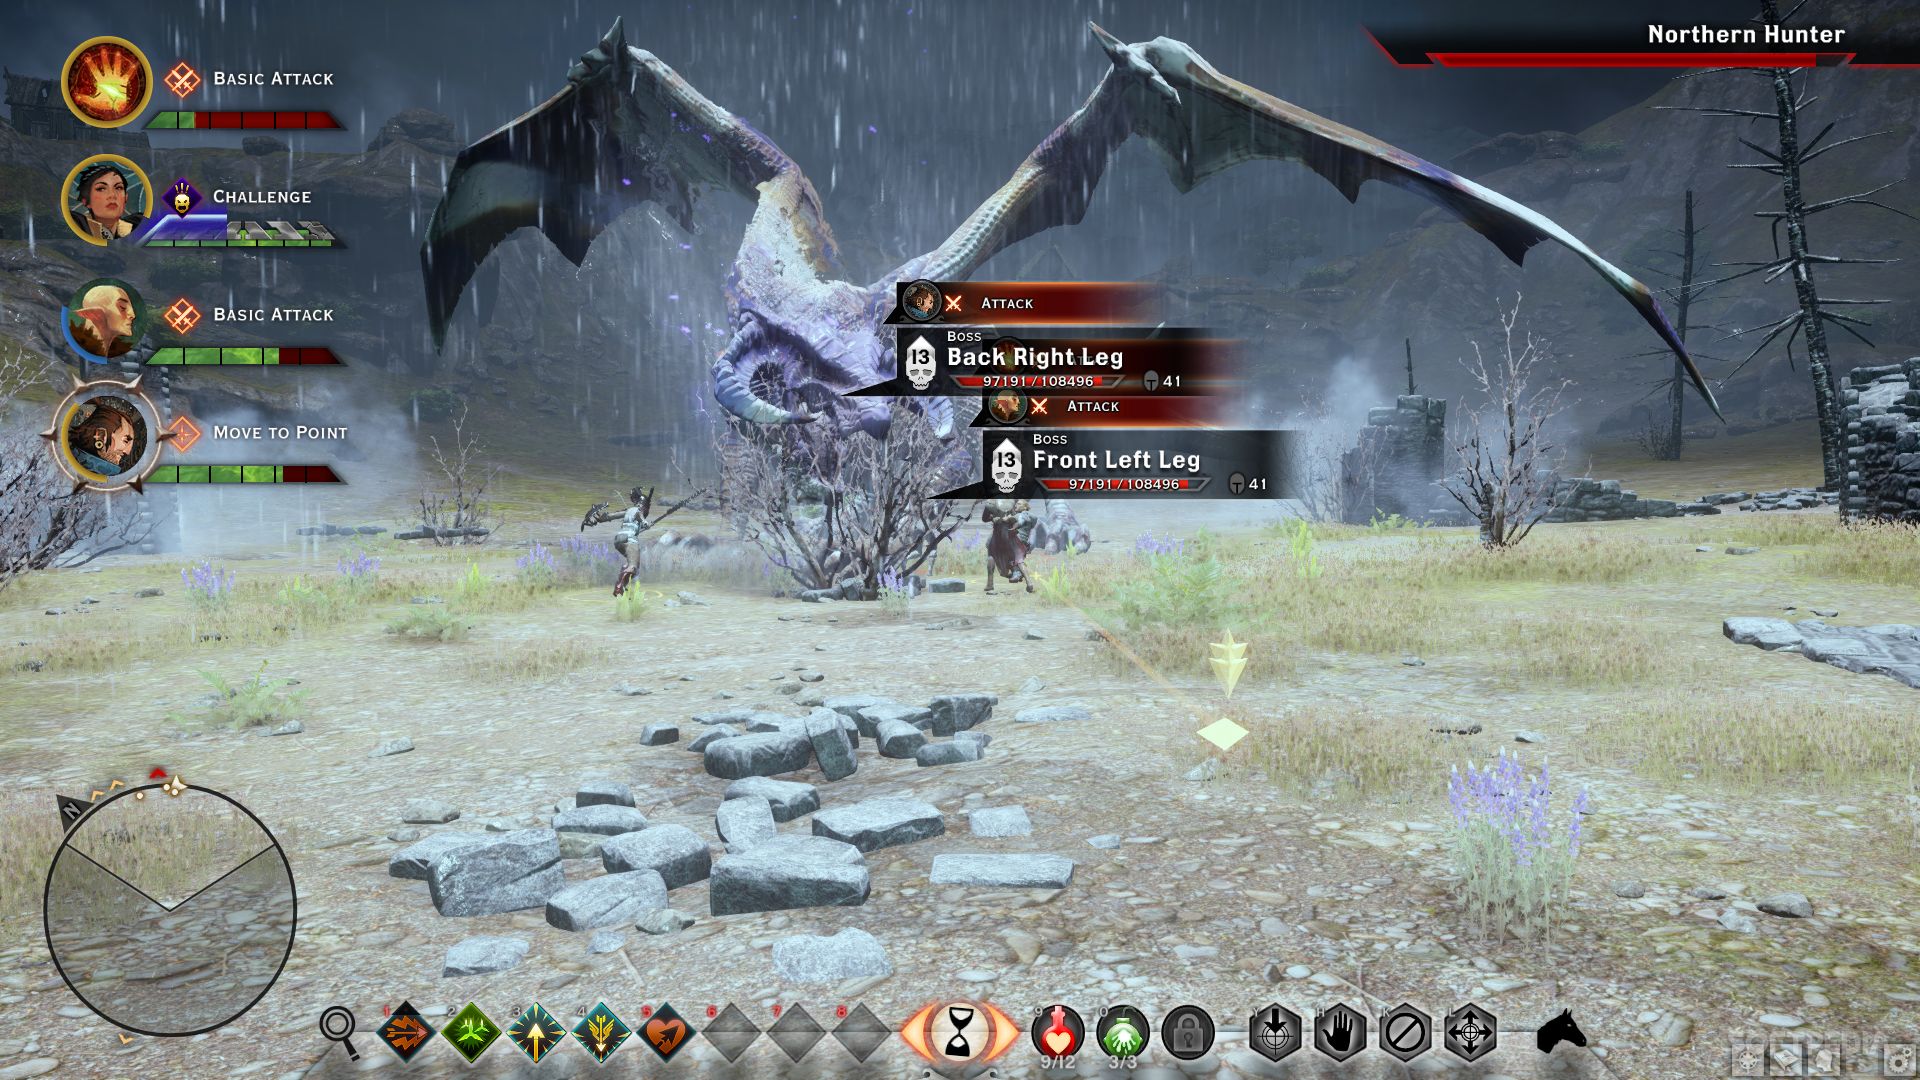 Northern Hunter
BASIC ATTACK
CHALLENGE
BASIC ATTACK
MOVE TO POINT
ATTACK
BOSS
13
Back Right Leg
97191/108496
41
ATTACK
BOSS
13
Front Left Leg
97191/108496
41
N
1
2
3
4
5
6
7
8
9
0
Y
H
K
L
9/12
3/3